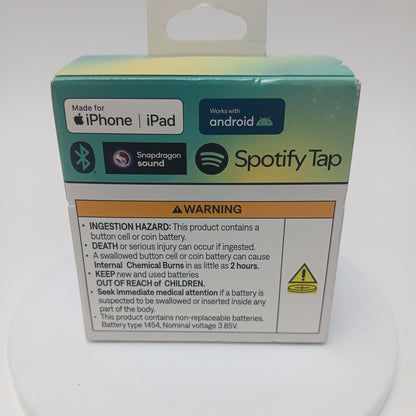 Made for
iPhone | iPad
Works with
android
Snapdragon
sound
Spotify Tap
WARNING
• INGESTION HAZARD: This product contains a
button cell or coin battery.
• DEATH or serious injury can occur if ingested.
• A swallowed button cell or coin battery can cause
Internal Chemical Burns in as little as 2 hours.
• KEEP new and used batteries
OUT OF REACH of CHILDREN.
• Seek immediate medical attention if a battery is
suspected to be swallowed or inserted inside any
part of the body.
• This product contains non-replaceable batteries.
Battery type 1454, Nominal voltage 3.85V.